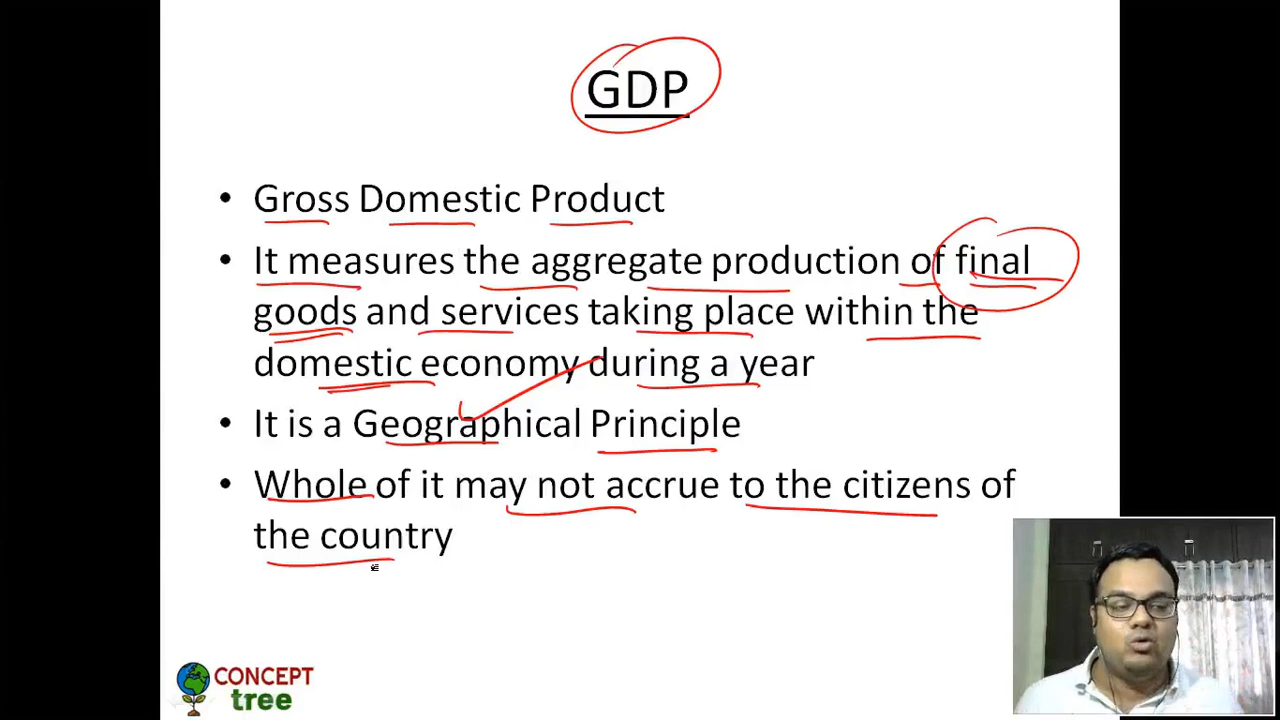 GDP
• Gross Domestic Product
• It measures the aggregate production of final
goods and services taking place within the
domestic economy during a year
• It is a Geographical Principle
• Whole of it may not accrue to the citizens of
the country
CONCEPT
tree